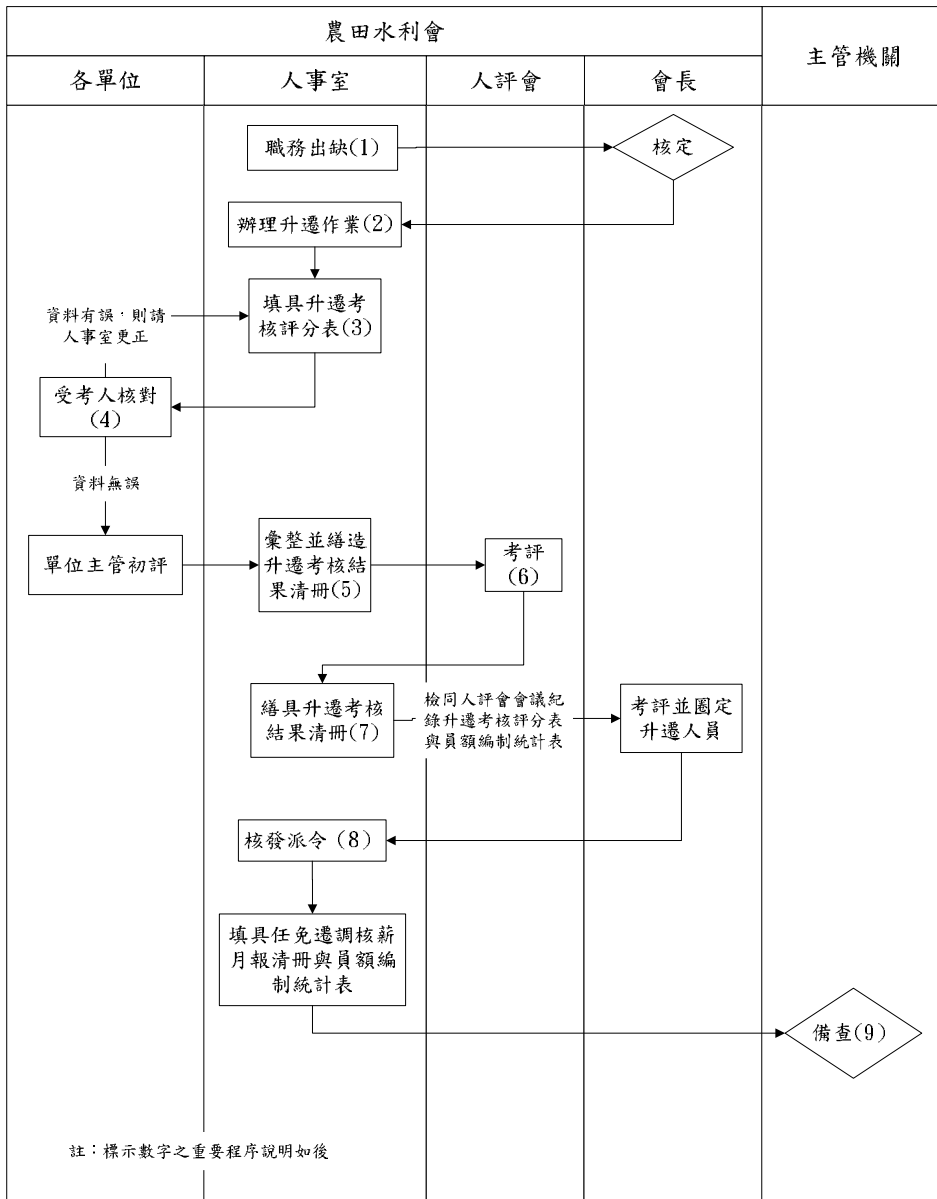 農田水利會
主管機關
各單位
人事室
人評會
會長
職務出缺(1)
核定
辦理升遷作業(2)
填具升遷考
核評分表(3)
資料有誤，則請
人事室更正
受考人核對
(4)
資料無誤
單位主管初評
彙整並繕造
升遷考核結
果清冊(5)
考評
(6)
繕具升遷考核
結果清冊(7)
檢同人評會會議紀
錄升遷考核評分表
與員額編制統計表
考評並圈定
升遷人員
核發派令 (8)
填具任免遷調核薪
月報清冊與員額編
制統計表
備查(9)
註：標示數字之重要程序說明如後